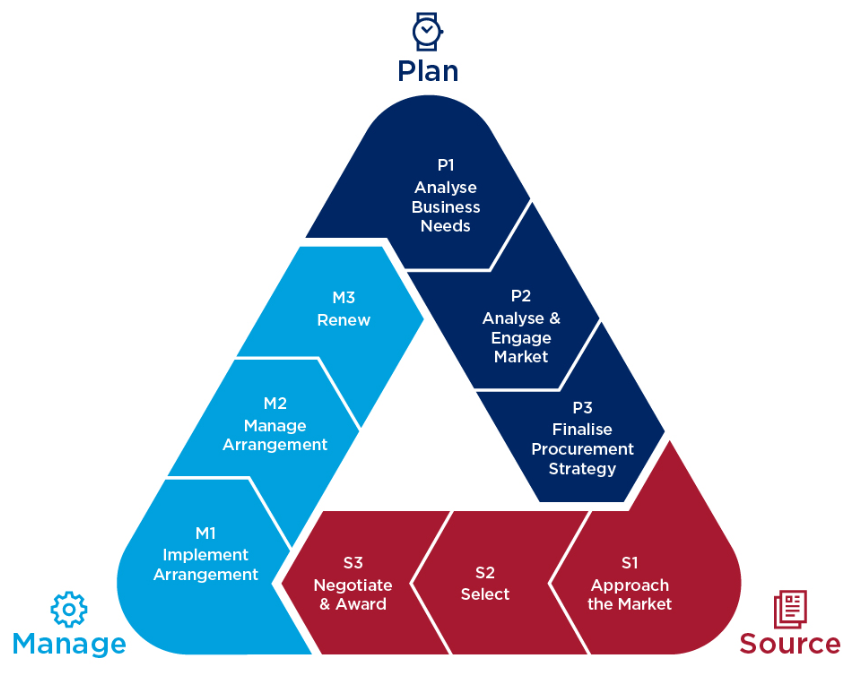 Plan
P1
Analyse
Business
Needs
P2
Analyse &
Engage
Market
P3
Finalise
Procurement
Strategy
S1
Approach
the Market
S2
Select
S3
Negotiate
& Award
Source
M1
Implement
Arrangement
M2
Manage
Arrangement
M3
Renew
Manage